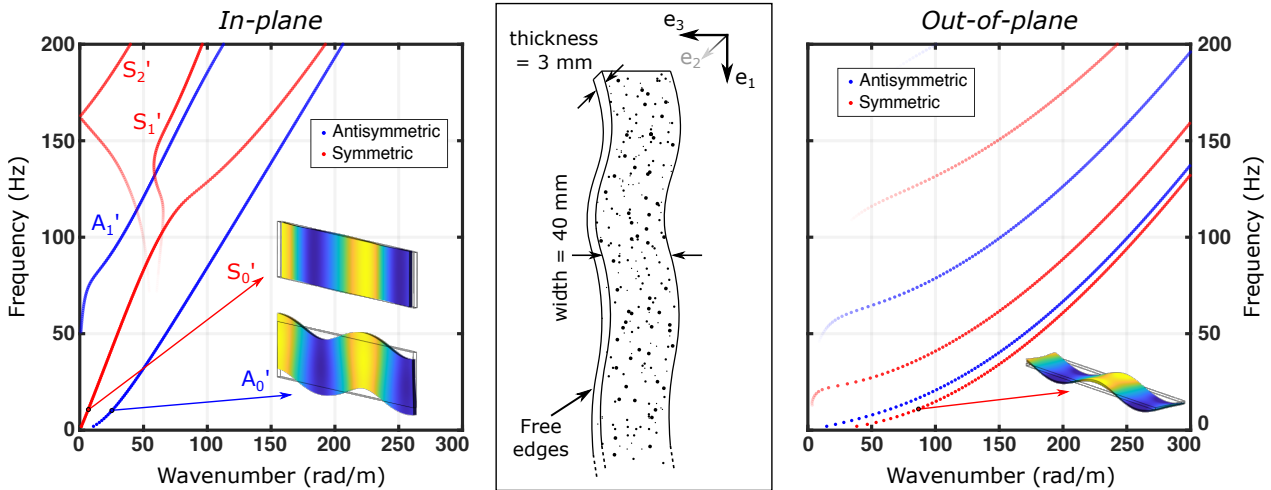 In-plane
200
150
100
50
0
0
50
100
150
200
250
300
Frequency (Hz)
Wavenumber (rad/m)
S2'
S1'
A1'
S0'
A0'
Antisymmetric
Symmetric
thickness
= 3 mm
e3
e2
e1
width = 40 mm
Free
edges
Out-of-plane
Antisymmetric
Symmetric
200
150
100
50
0
0
50
100
150
200
250
300
Frequency (Hz)
Wavenumber (rad/m)